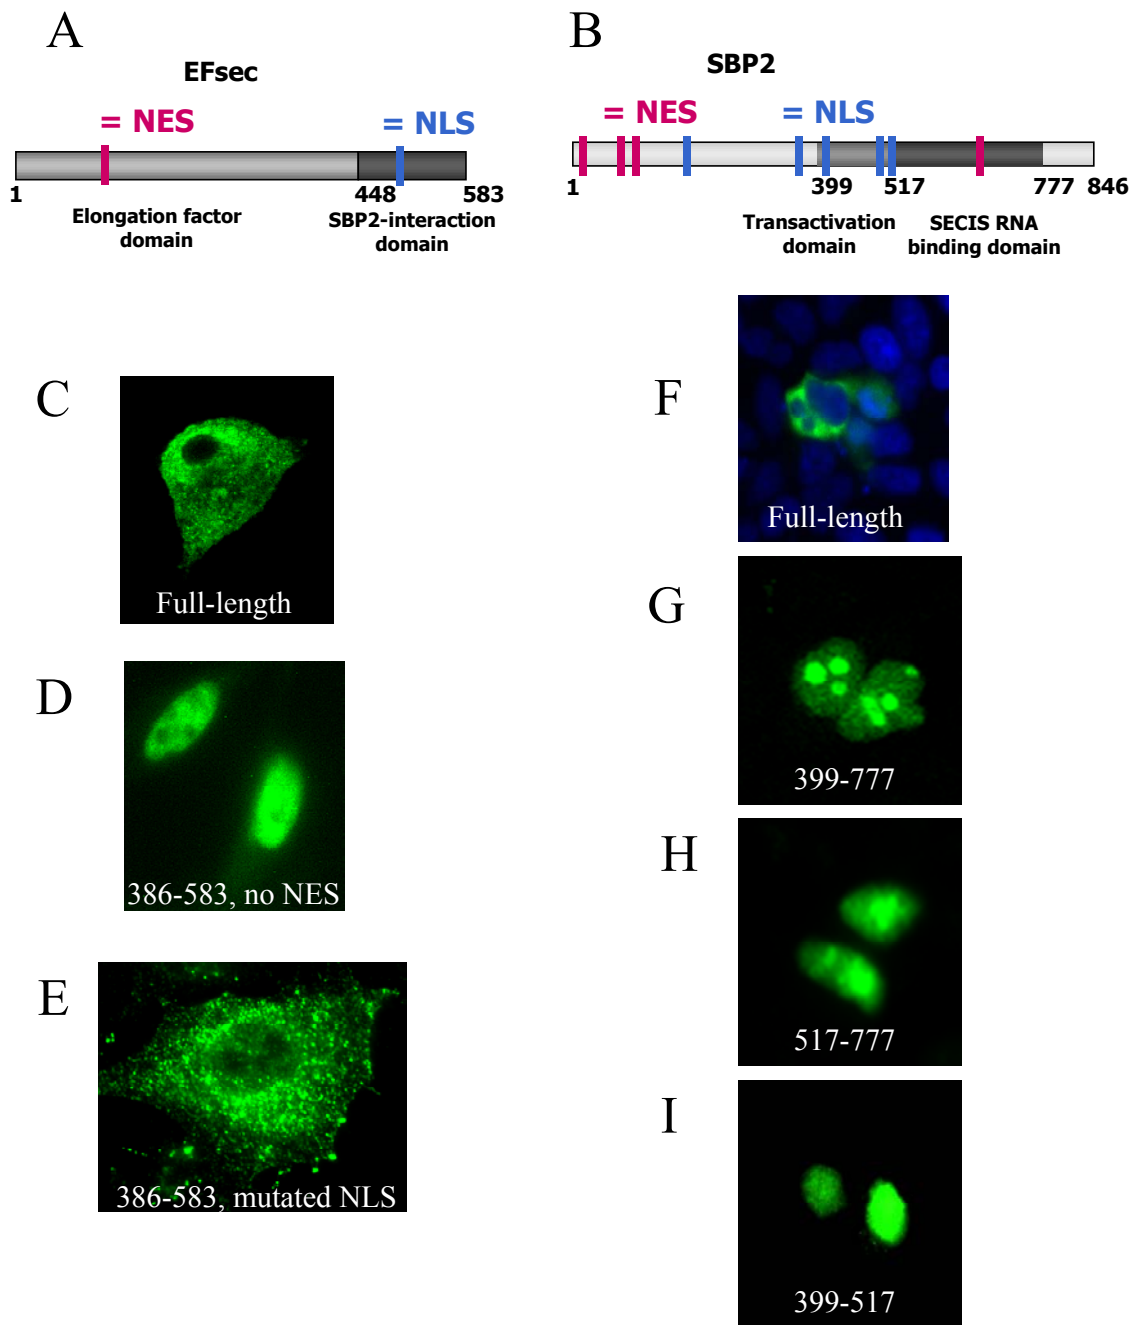 A
EFsec
= NES
= NLS
1
448
583
Elongation factor
domain
SBP2-interaction
domain
B
SBP2
= NES
= NLS
1
399
517
777
846
Transactivation
domain
SECIS RNA
binding domain
C
Full-length
D
386-583, no NES
E
386-583, mutated NLS
F
Full-length
G
399-777
H
517-777
I
399-517